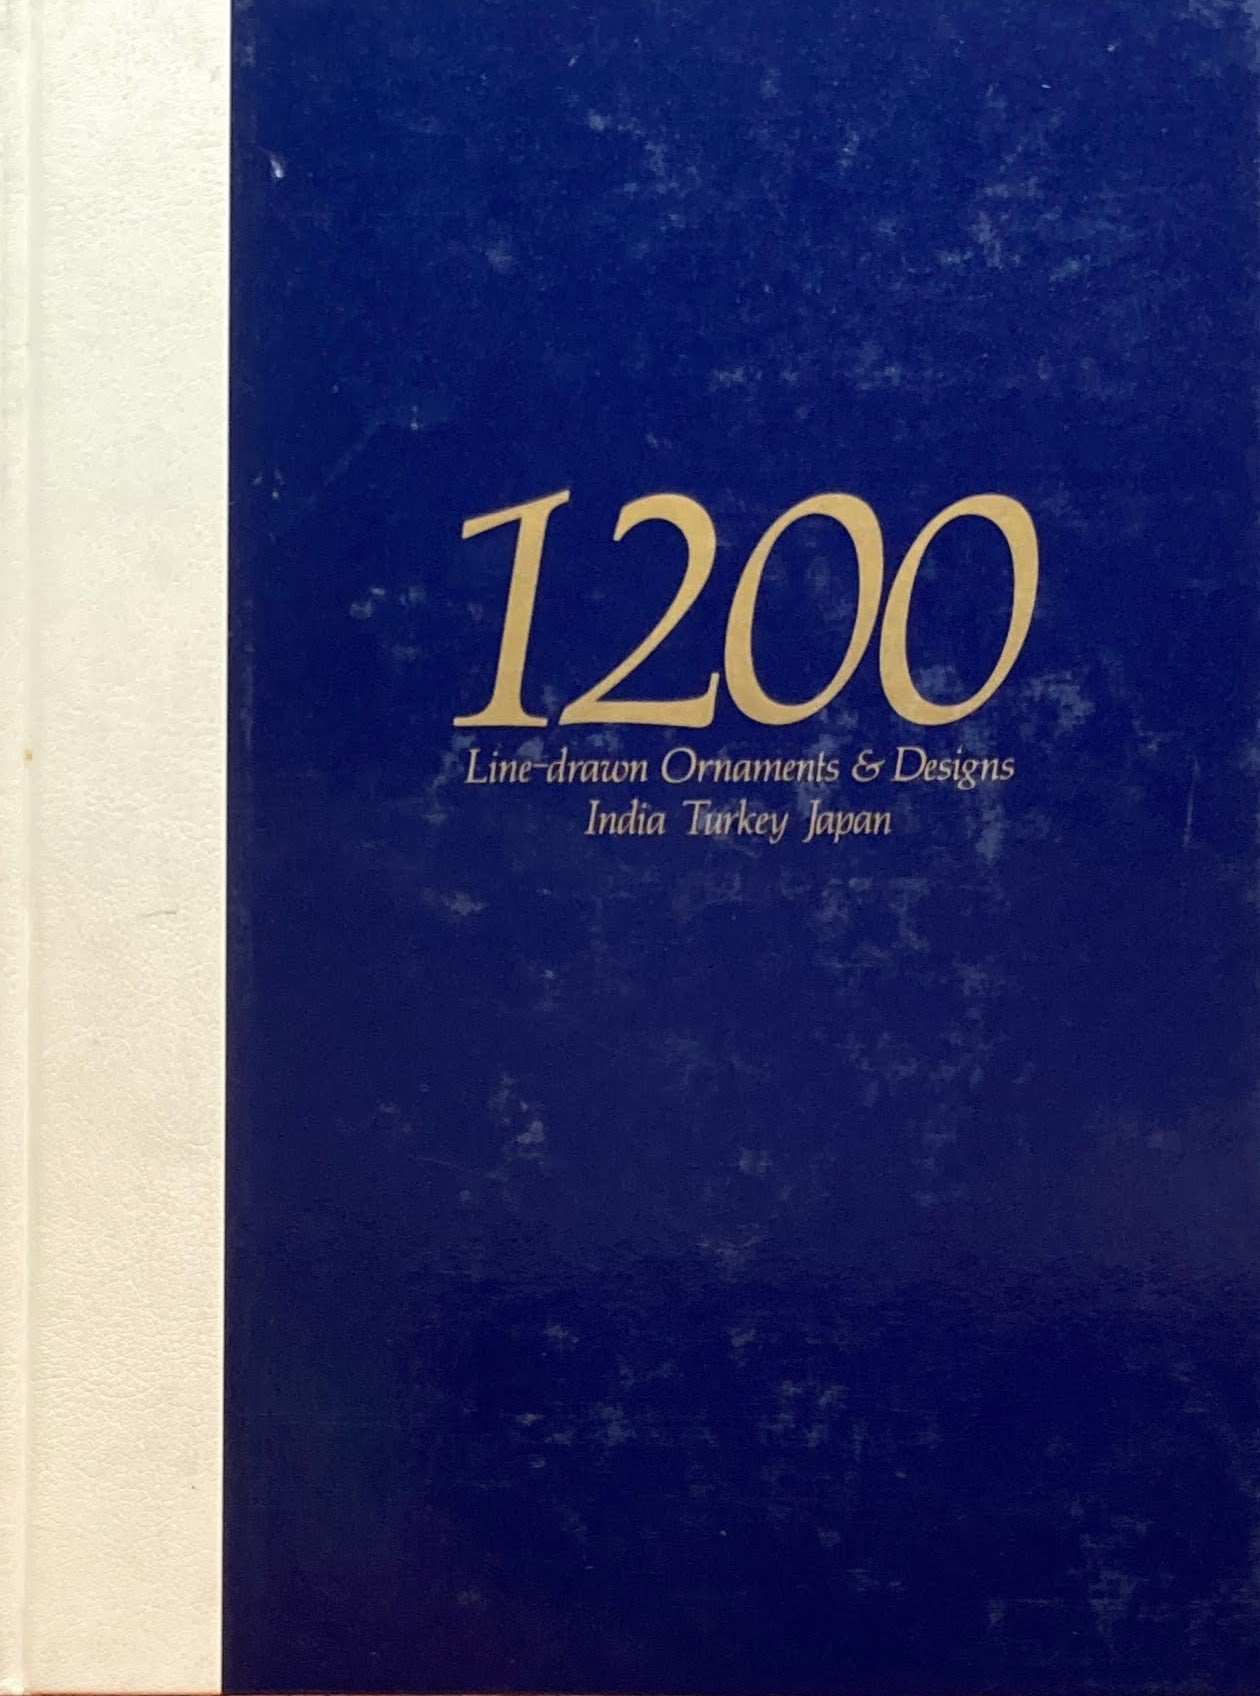 1200
Line-drawn Ornaments & Designs
India Turkey Japan